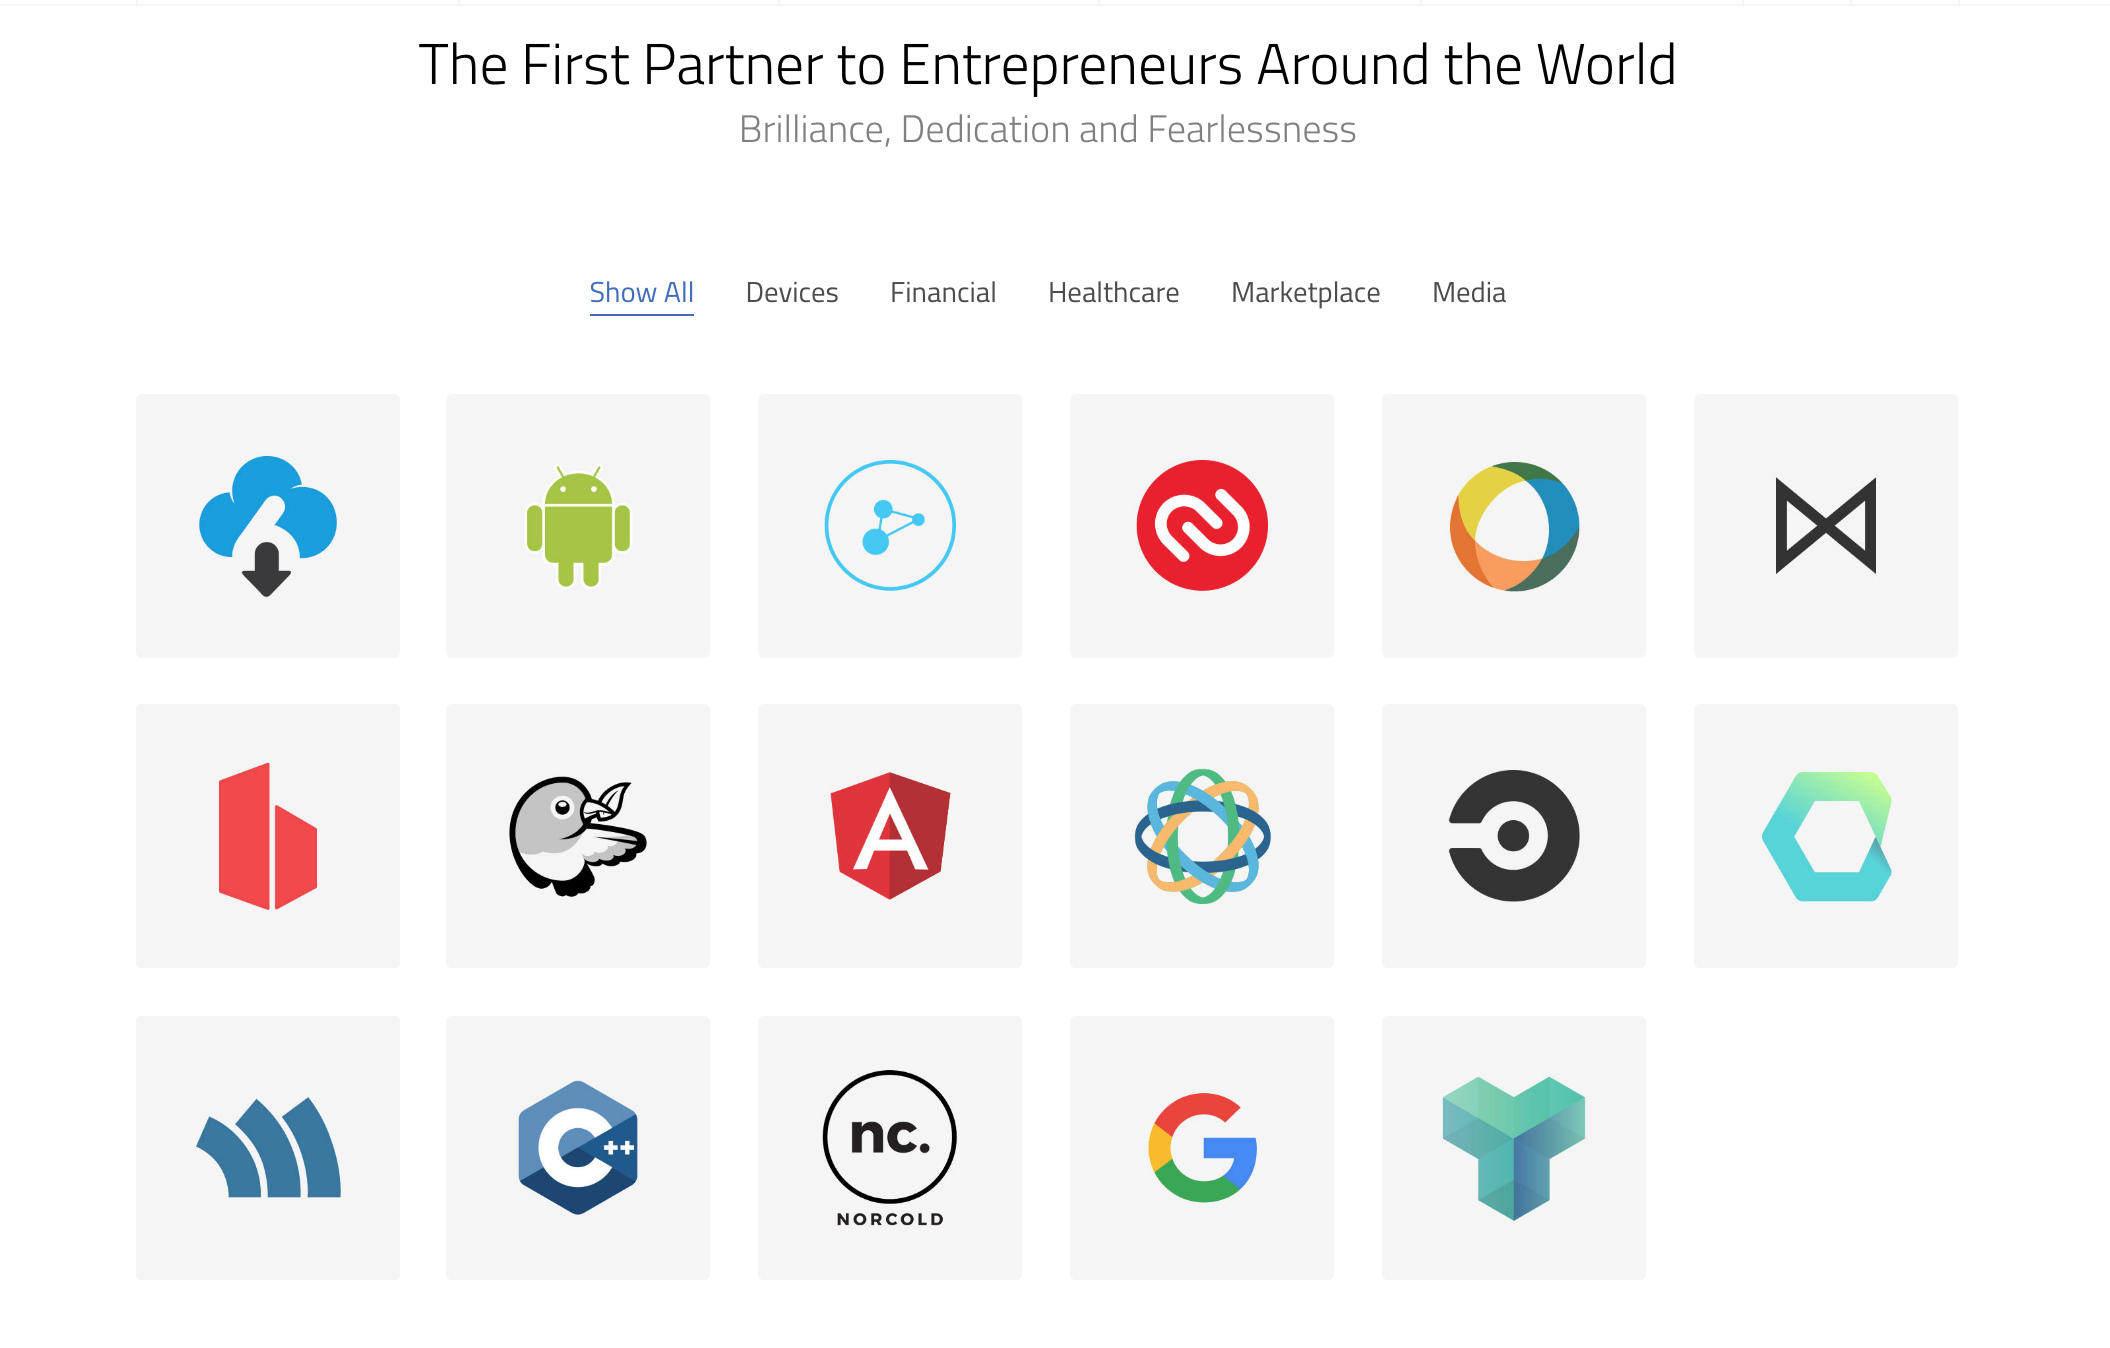 The First Partner to Entrepreneurs Around the World
Brilliance, Dedication and Fearlessness
Show All Devices Financial Healthcare Marketplace Media
A
C++
nc.
NORCOLD
G